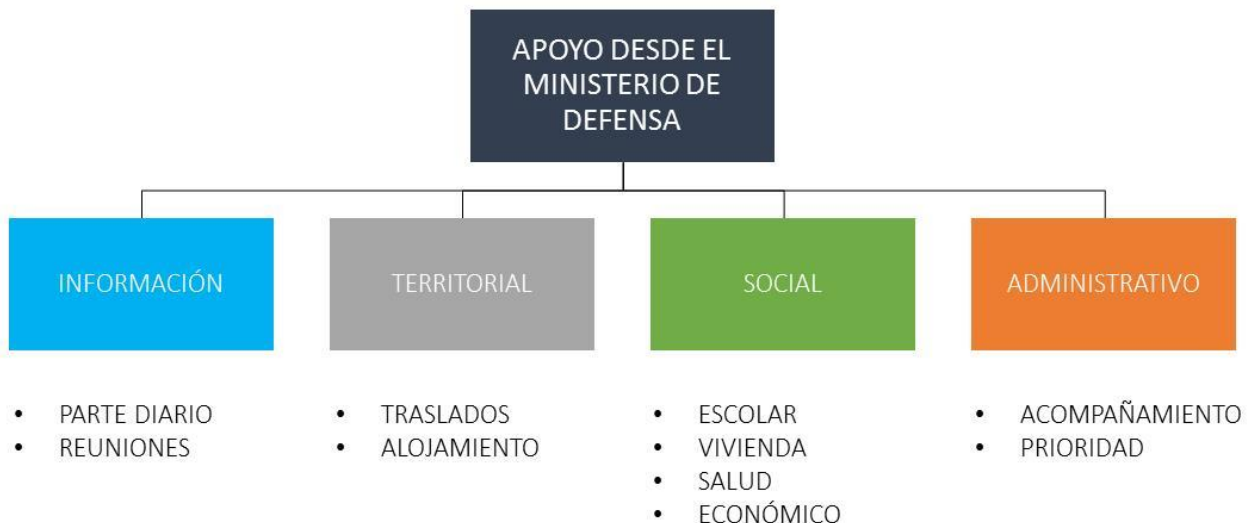 APOYO DESDE EL
MINISTERIO DE
DEFENSA
INFORMACIÓN
TERRITORIAL
SOCIAL
ADMINISTRATIVO
• PARTE DIARIO
• REUNIONES
• TRASLADOS
• ALOJAMIENTO
• ESCOLAR
• VIVIENDA
• SALUD
• ECONÓMICO
• ACOMPAÑAMIENTO
• PRIORIDAD